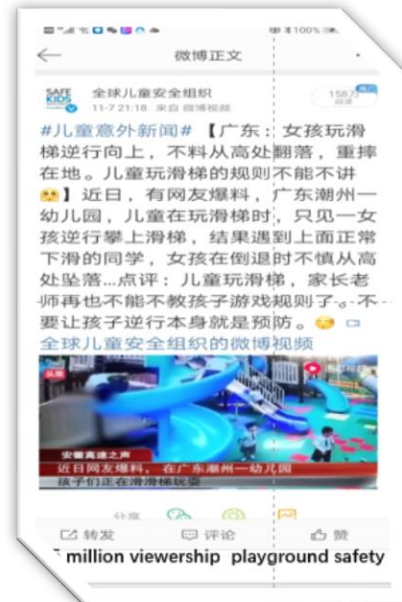 100%
微博正文
SAFE
KIDS
全球儿童安全组织
11-7 21:18 来自 微博视频
158万
阅读
#儿童意外新闻# 【广东：女孩玩滑
梯逆行向上，不料从高处翻落，重摔
在地。儿童玩滑梯的规则不能不讲
】近日，有网友爆料，广东潮州一
幼儿园，儿童在玩滑梯时，只见一女
孩逆行攀上滑梯，结果遇到上面正常
下滑的同学，女孩在倒退时不慎从高
处坠落...点评：儿童玩滑梯，家长老
师再也不能不教孩子游戏规则了。不
要让孩子逆行本身就是预防。
全球儿童安全组织的微博视频
头条
安徽高速之声
近日网友爆料，在广东潮州一幼儿园
孩子们正在滑滑梯玩耍
分享
转发 评论 赞
million viewership playground safety